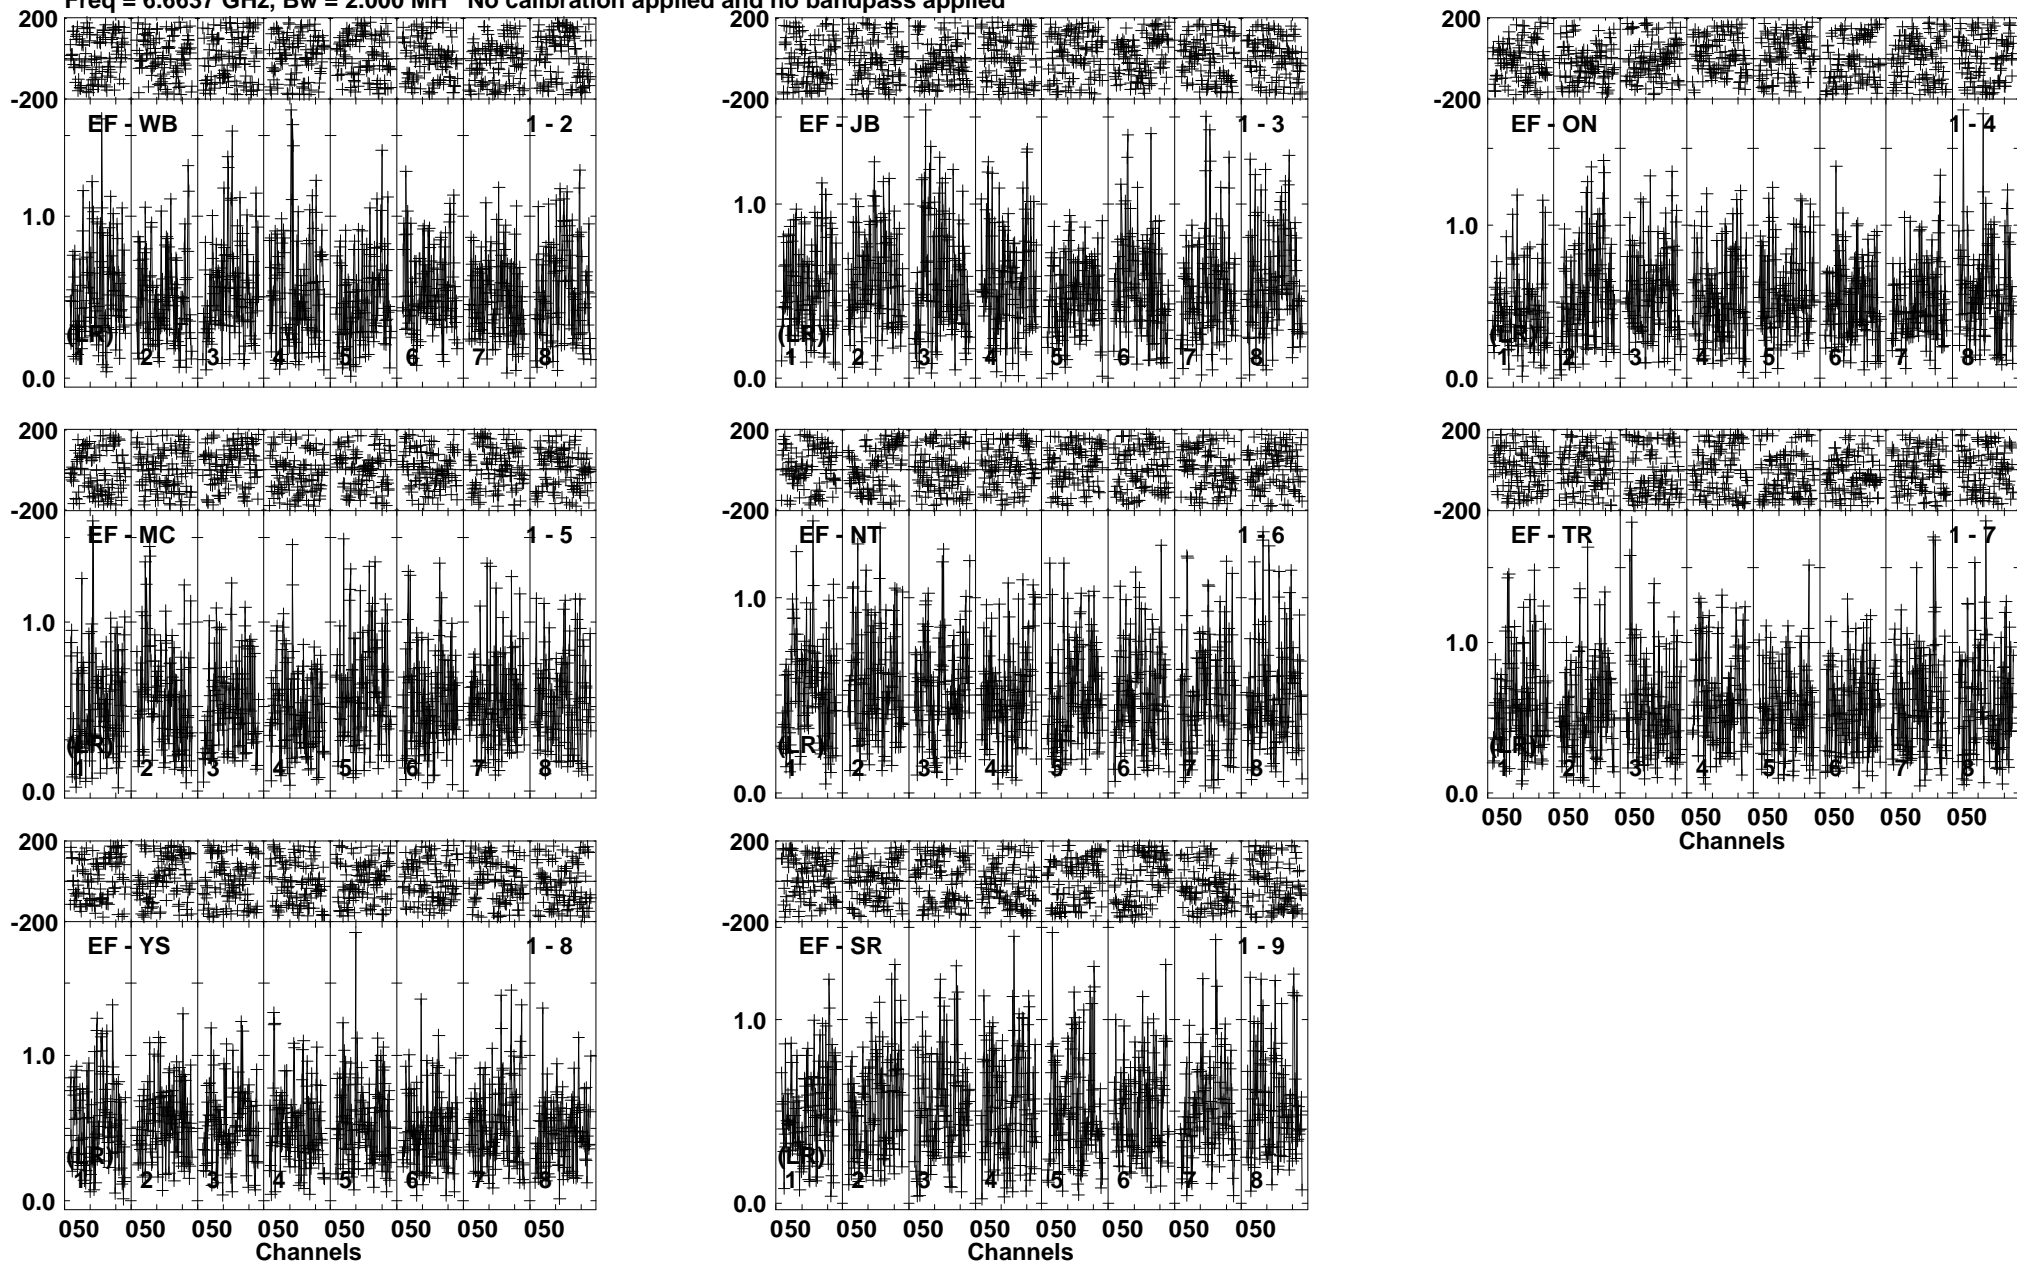 Freq = 6.6637 GHz, Bw = 2.000 MH No calibration applied and no bandpass applied
200 200 200
-200 -200 -200
EF - WB 1 - 2 EF - JB 1 - 3 EF - ON 1 - 4
1.0 1.0 1.0
(LR) (LR) (LR)
1 2 3 4 5 6 7 8 1 2 3 4 5 6 7 8 1 2 3 4 5 6 7 8
0.0 0.0 0.0
200 200 200
-200 -200 -200
EF - MC 1 - 5 EF - NT 1 - 6 EF - TR 1 - 7
1.0 1.0 1.0
(LR) (LR) (LR)
1 2 3 4 5 6 7 8 1 2 3 4 5 6 7 8 1 2 3 4 5 6 7 8
0.0 0.0 0.0
050 050 050 050 050 050 050 050
Channels
200 200
-200 -200
EF - YS 1 - 8 EF - SR 1 - 9
1.0 1.0
(LR) (LR)
1 2 3 4 5 6 7 8 1 2 3 4 5 6 7 8
0.0 0.0
050 050 050 050 050 050 050 050 050 050 050 050 050 050 050 050
Channels Channels